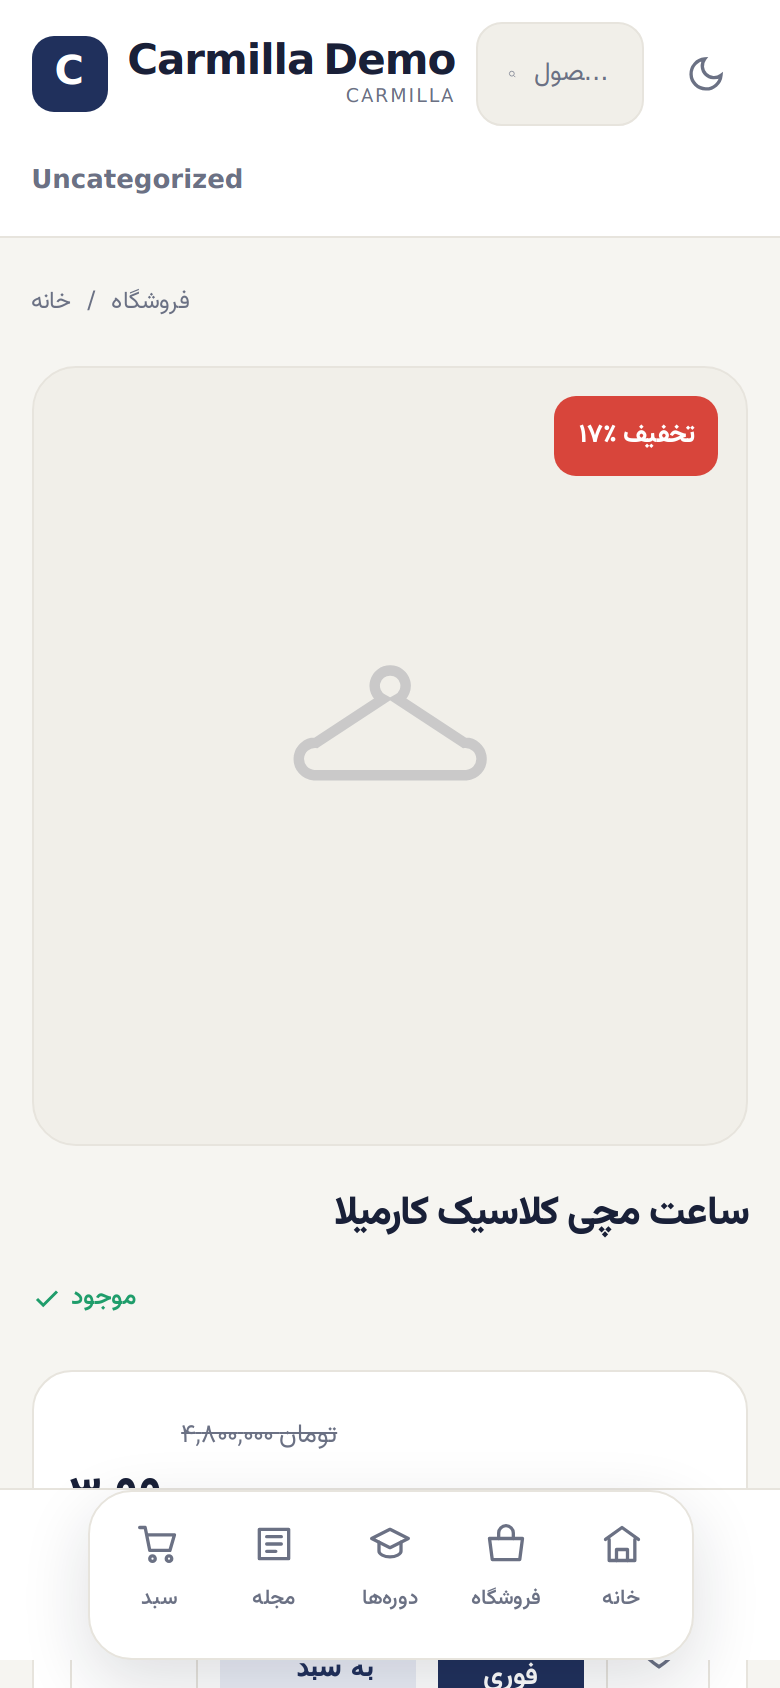 C
Carmilla Demo
CARMILLA
صول...
Uncategorized
خانه / فروشگاه
تخفیف ۱۷٪
ساعت مچی کلاسیک کارمیلا
موجود
۴,۸۰۰,۰۰۰ تومان
خانه
فروشگاه
دوره‌ها
مجله
سبد
فوری
به سبد